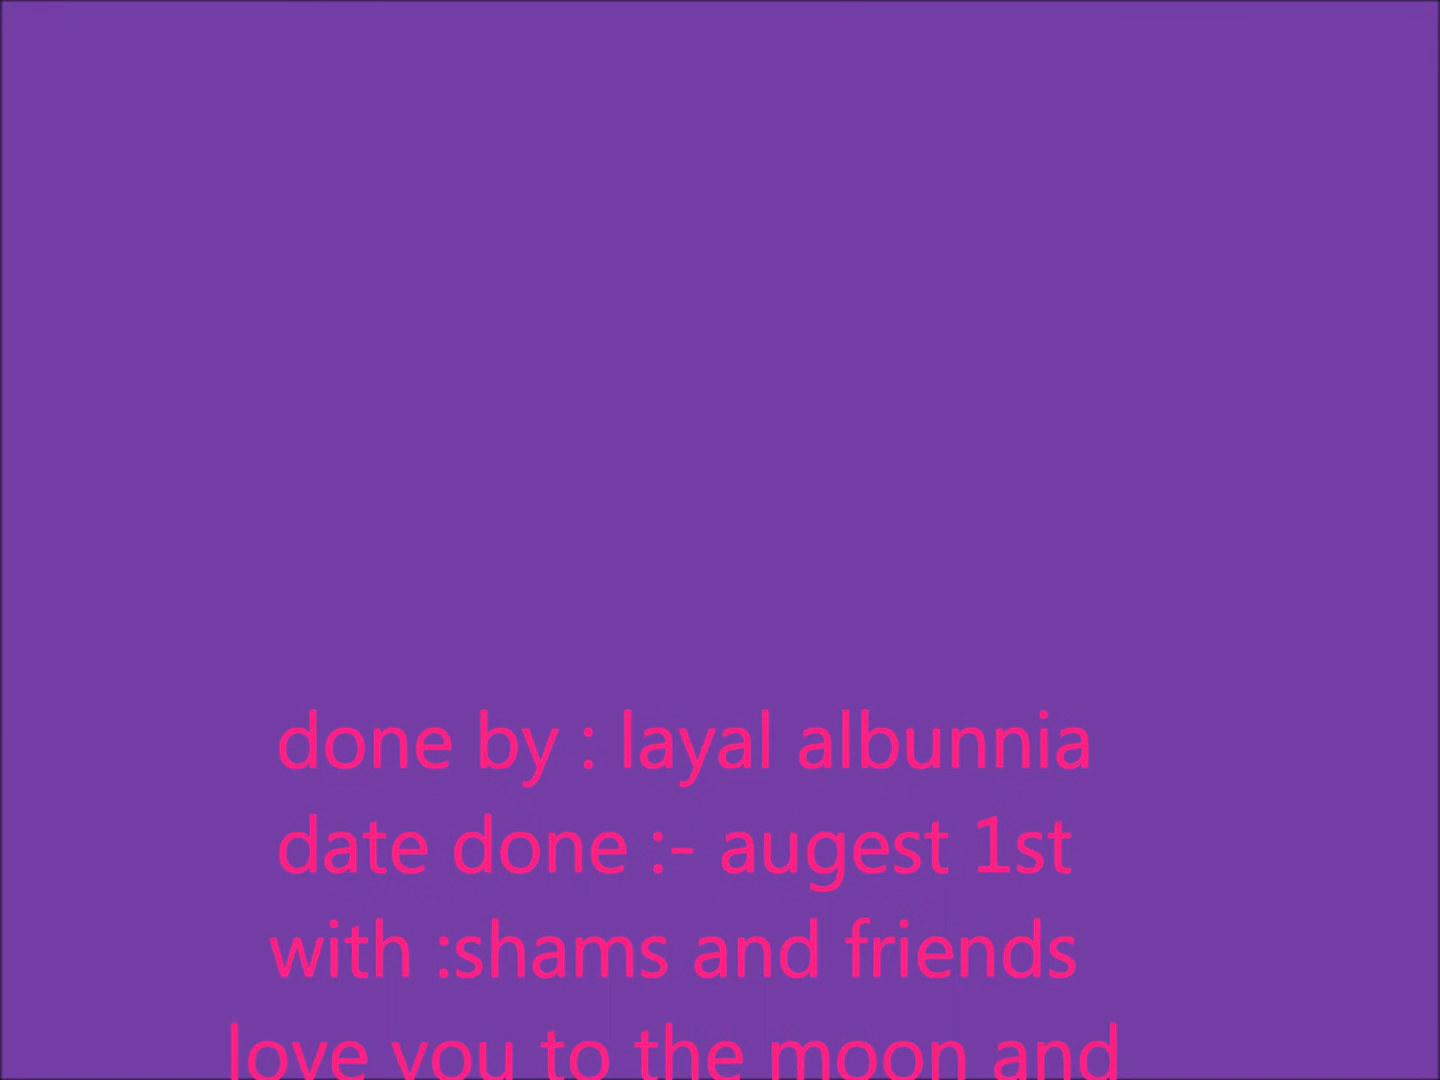 done by : layal albunnia
date done :- augest 1st
with :shams and friends
love you to the moon and